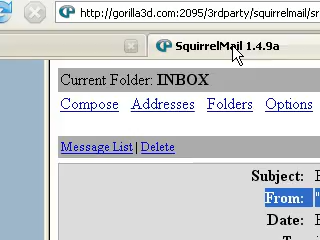 http://gorilla3d.com:2095/3rdparty/squirrelmail/sr
SquirrelMail 1.4.9a
Current Folder: INBOX
Compose Addresses Folders Options
Message List | Delete
Subject:
From: "
Date: